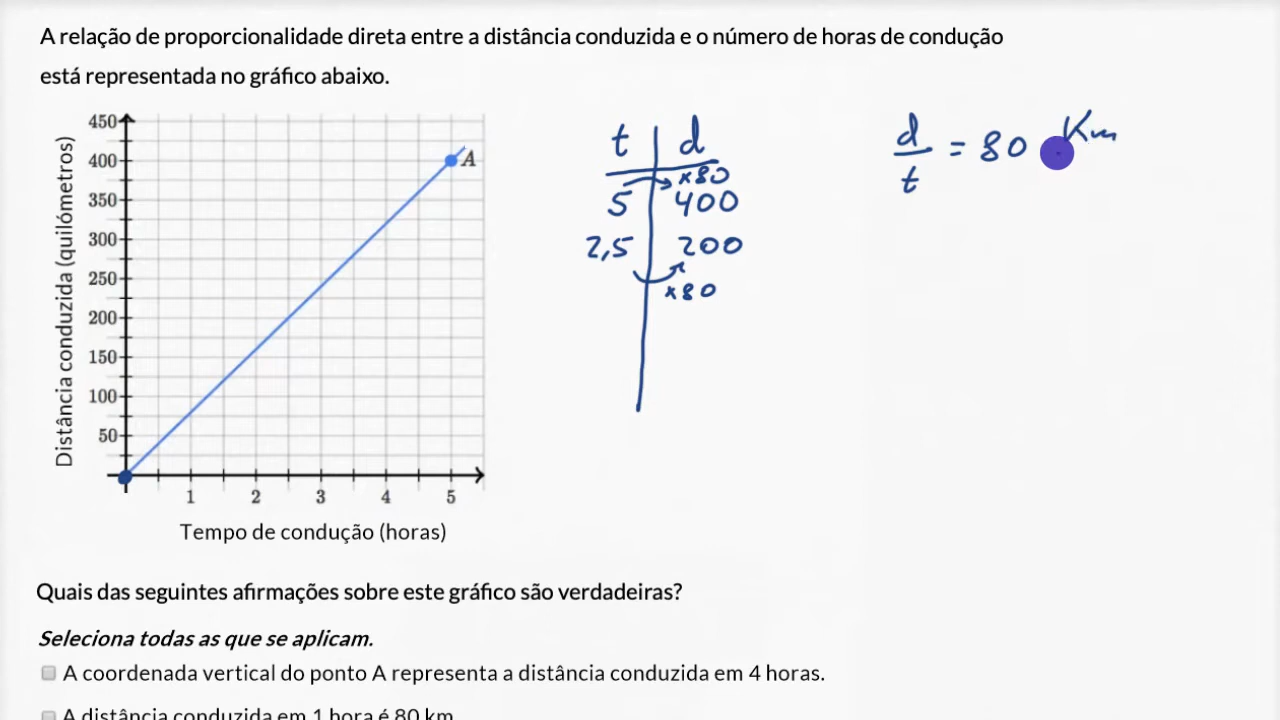 A relação de proporcionalidade direta entre a distância conduzida e o número de horas de condução
está representada no gráfico abaixo.
Distância conduzida (quilómetros)
450
400
350
300
250
200
150
100
50
A
1 2 3 4 5
Tempo de condução (horas)
t d
×80
5 400
2,5 200
×80
d/t = 80 Km
Quais das seguintes afirmações sobre este gráfico são verdadeiras?
Seleciona todas as que se aplicam.
A coordenada vertical do ponto A representa a distância conduzida em 4 horas.
A distância conduzida em 1 hora é 80 km